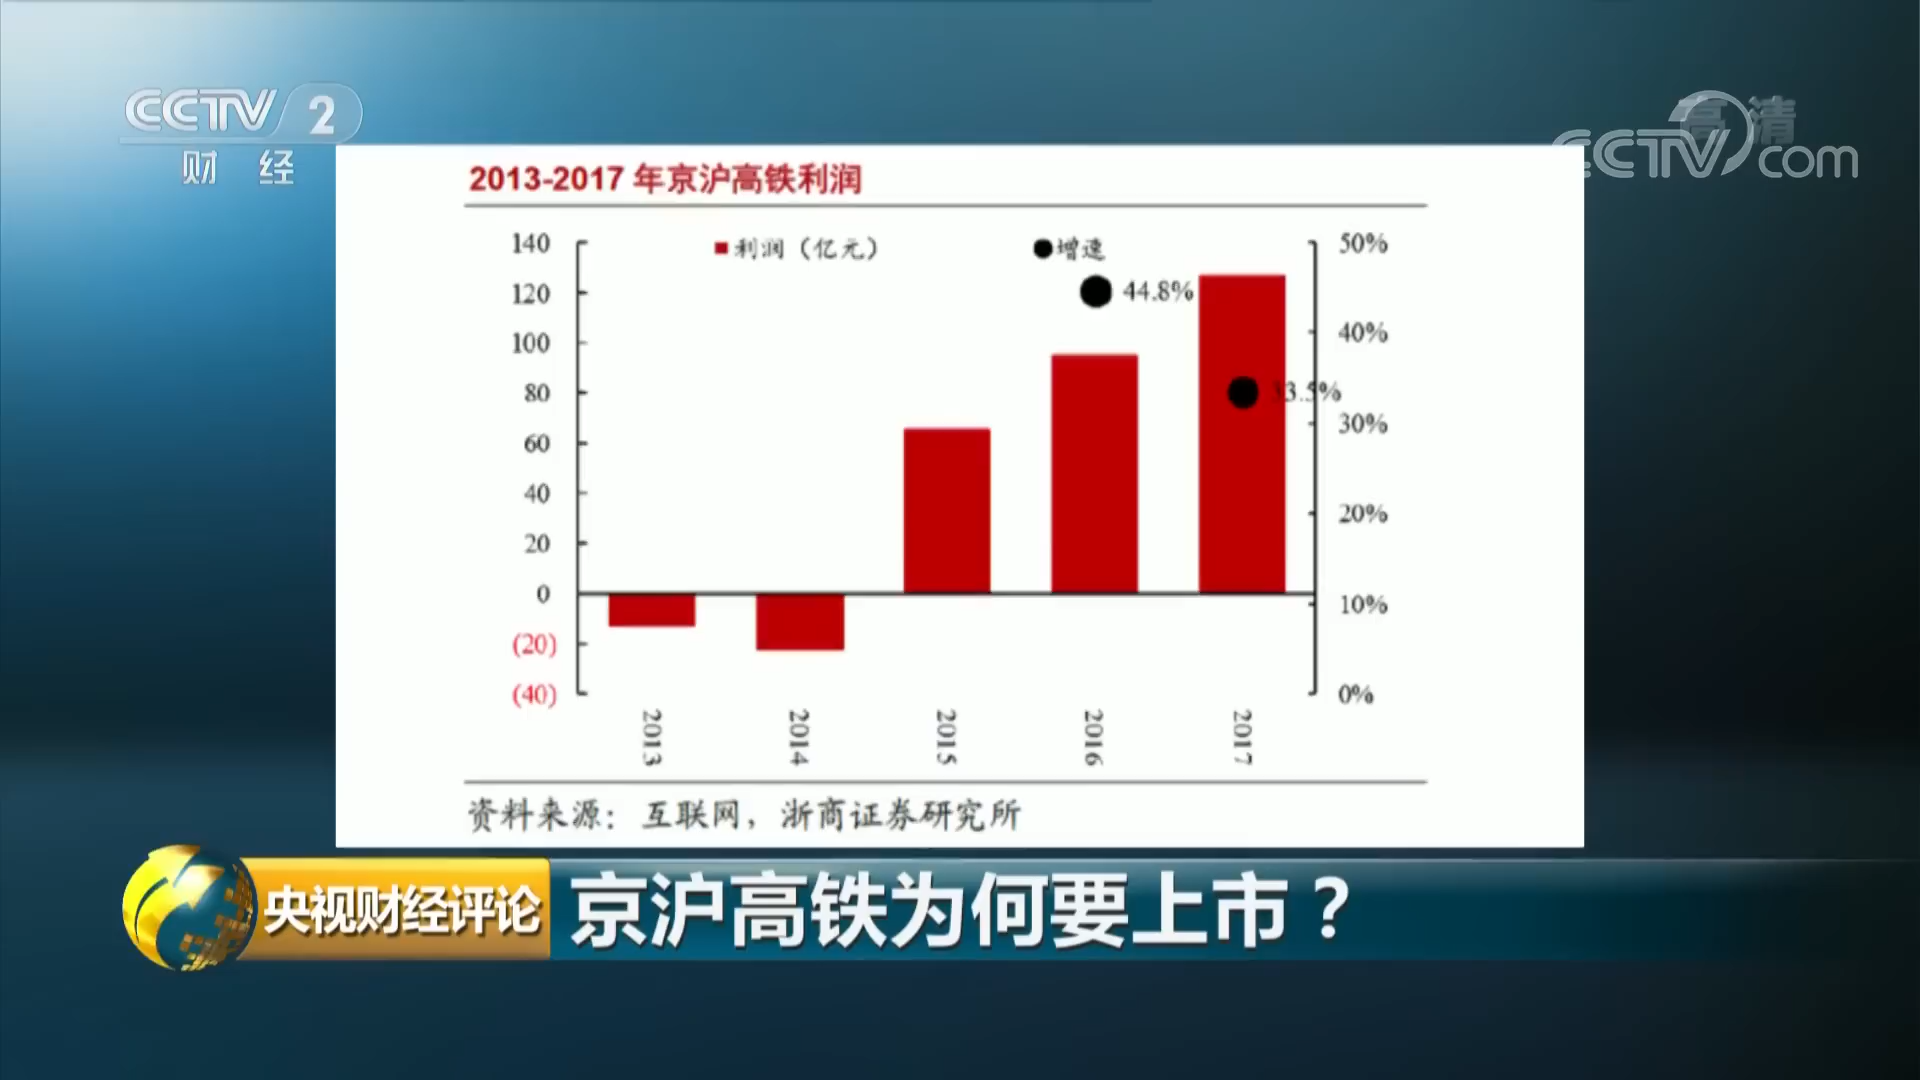 CCTV 2
财 经
高清
CCTV com
2013-2017 年京沪高铁利润
利润（亿元）
增速
140
120
100
80
60
40
20
0
(20)
(40)
50%
40%
30%
20%
10%
0%
44.8%
33.5%
2013
2014
2015
2016
2017
资料来源：互联网，浙商证券研究所
央视财经评论
京沪高铁为何要上市？